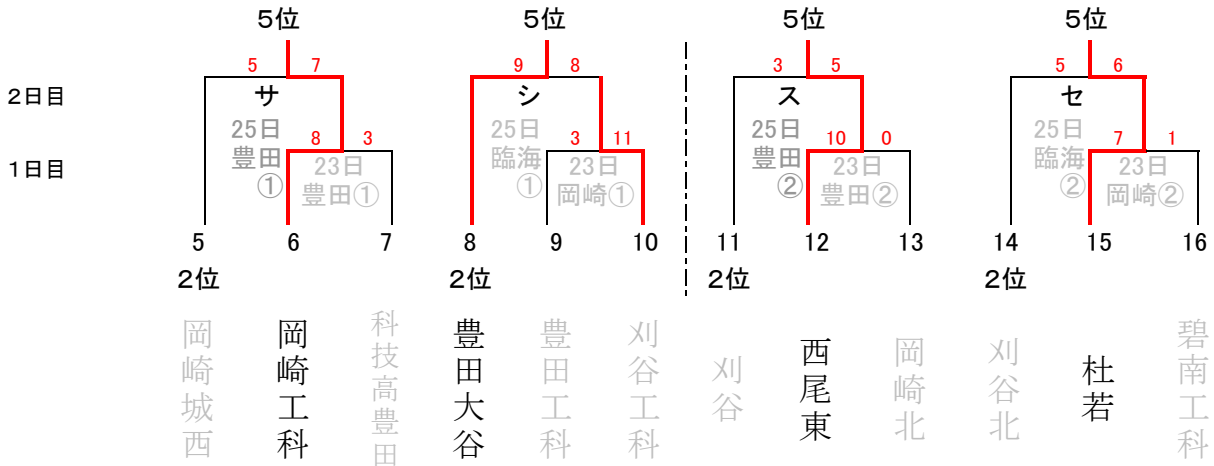 5位 5位 5位 5位
5 7 9 8 3 5 5 6
2日目
サ シ ス セ
25日 25日 25日 25日
豊田 臨海 豊田 臨海
① ① ② ②
8 3 3 11 10 0 7 1
1日目
23日 23日 23日 23日
豊田① 岡崎① 豊田② 岡崎②
5 6 7 8 9 10 11 12 13 14 15 16
2位 2位 2位 2位
岡崎城西
岡崎工科
科技高豊田
豊田大谷
豊田工科
刈谷工科
刈谷
西尾東
岡崎北
刈谷北
杜若
碧南工科